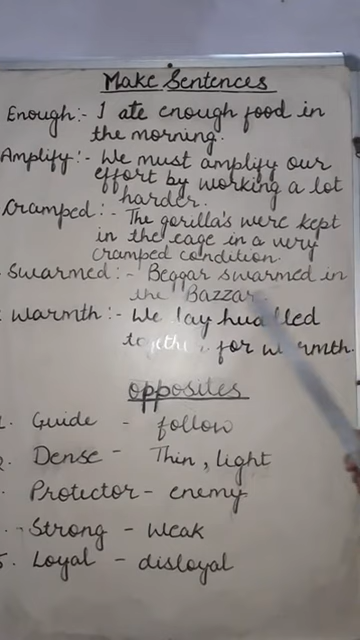 Make Sentences
Enough:- I ate enough food in
the morning.
Amplify:- We must amplify our
effort by working a lot
harder.
Cramped:- The gorilla's were kept
in the cage in a very
cramped condition.
Swarmed:- Beggar swarmed in
the Bazzar.
Warmth:- We lay huddled
together for warmth.
opposites
Guide - follow
Dense - Thin, light
Protector - enemy
Strong - Weak
5. Loyal - disloyal